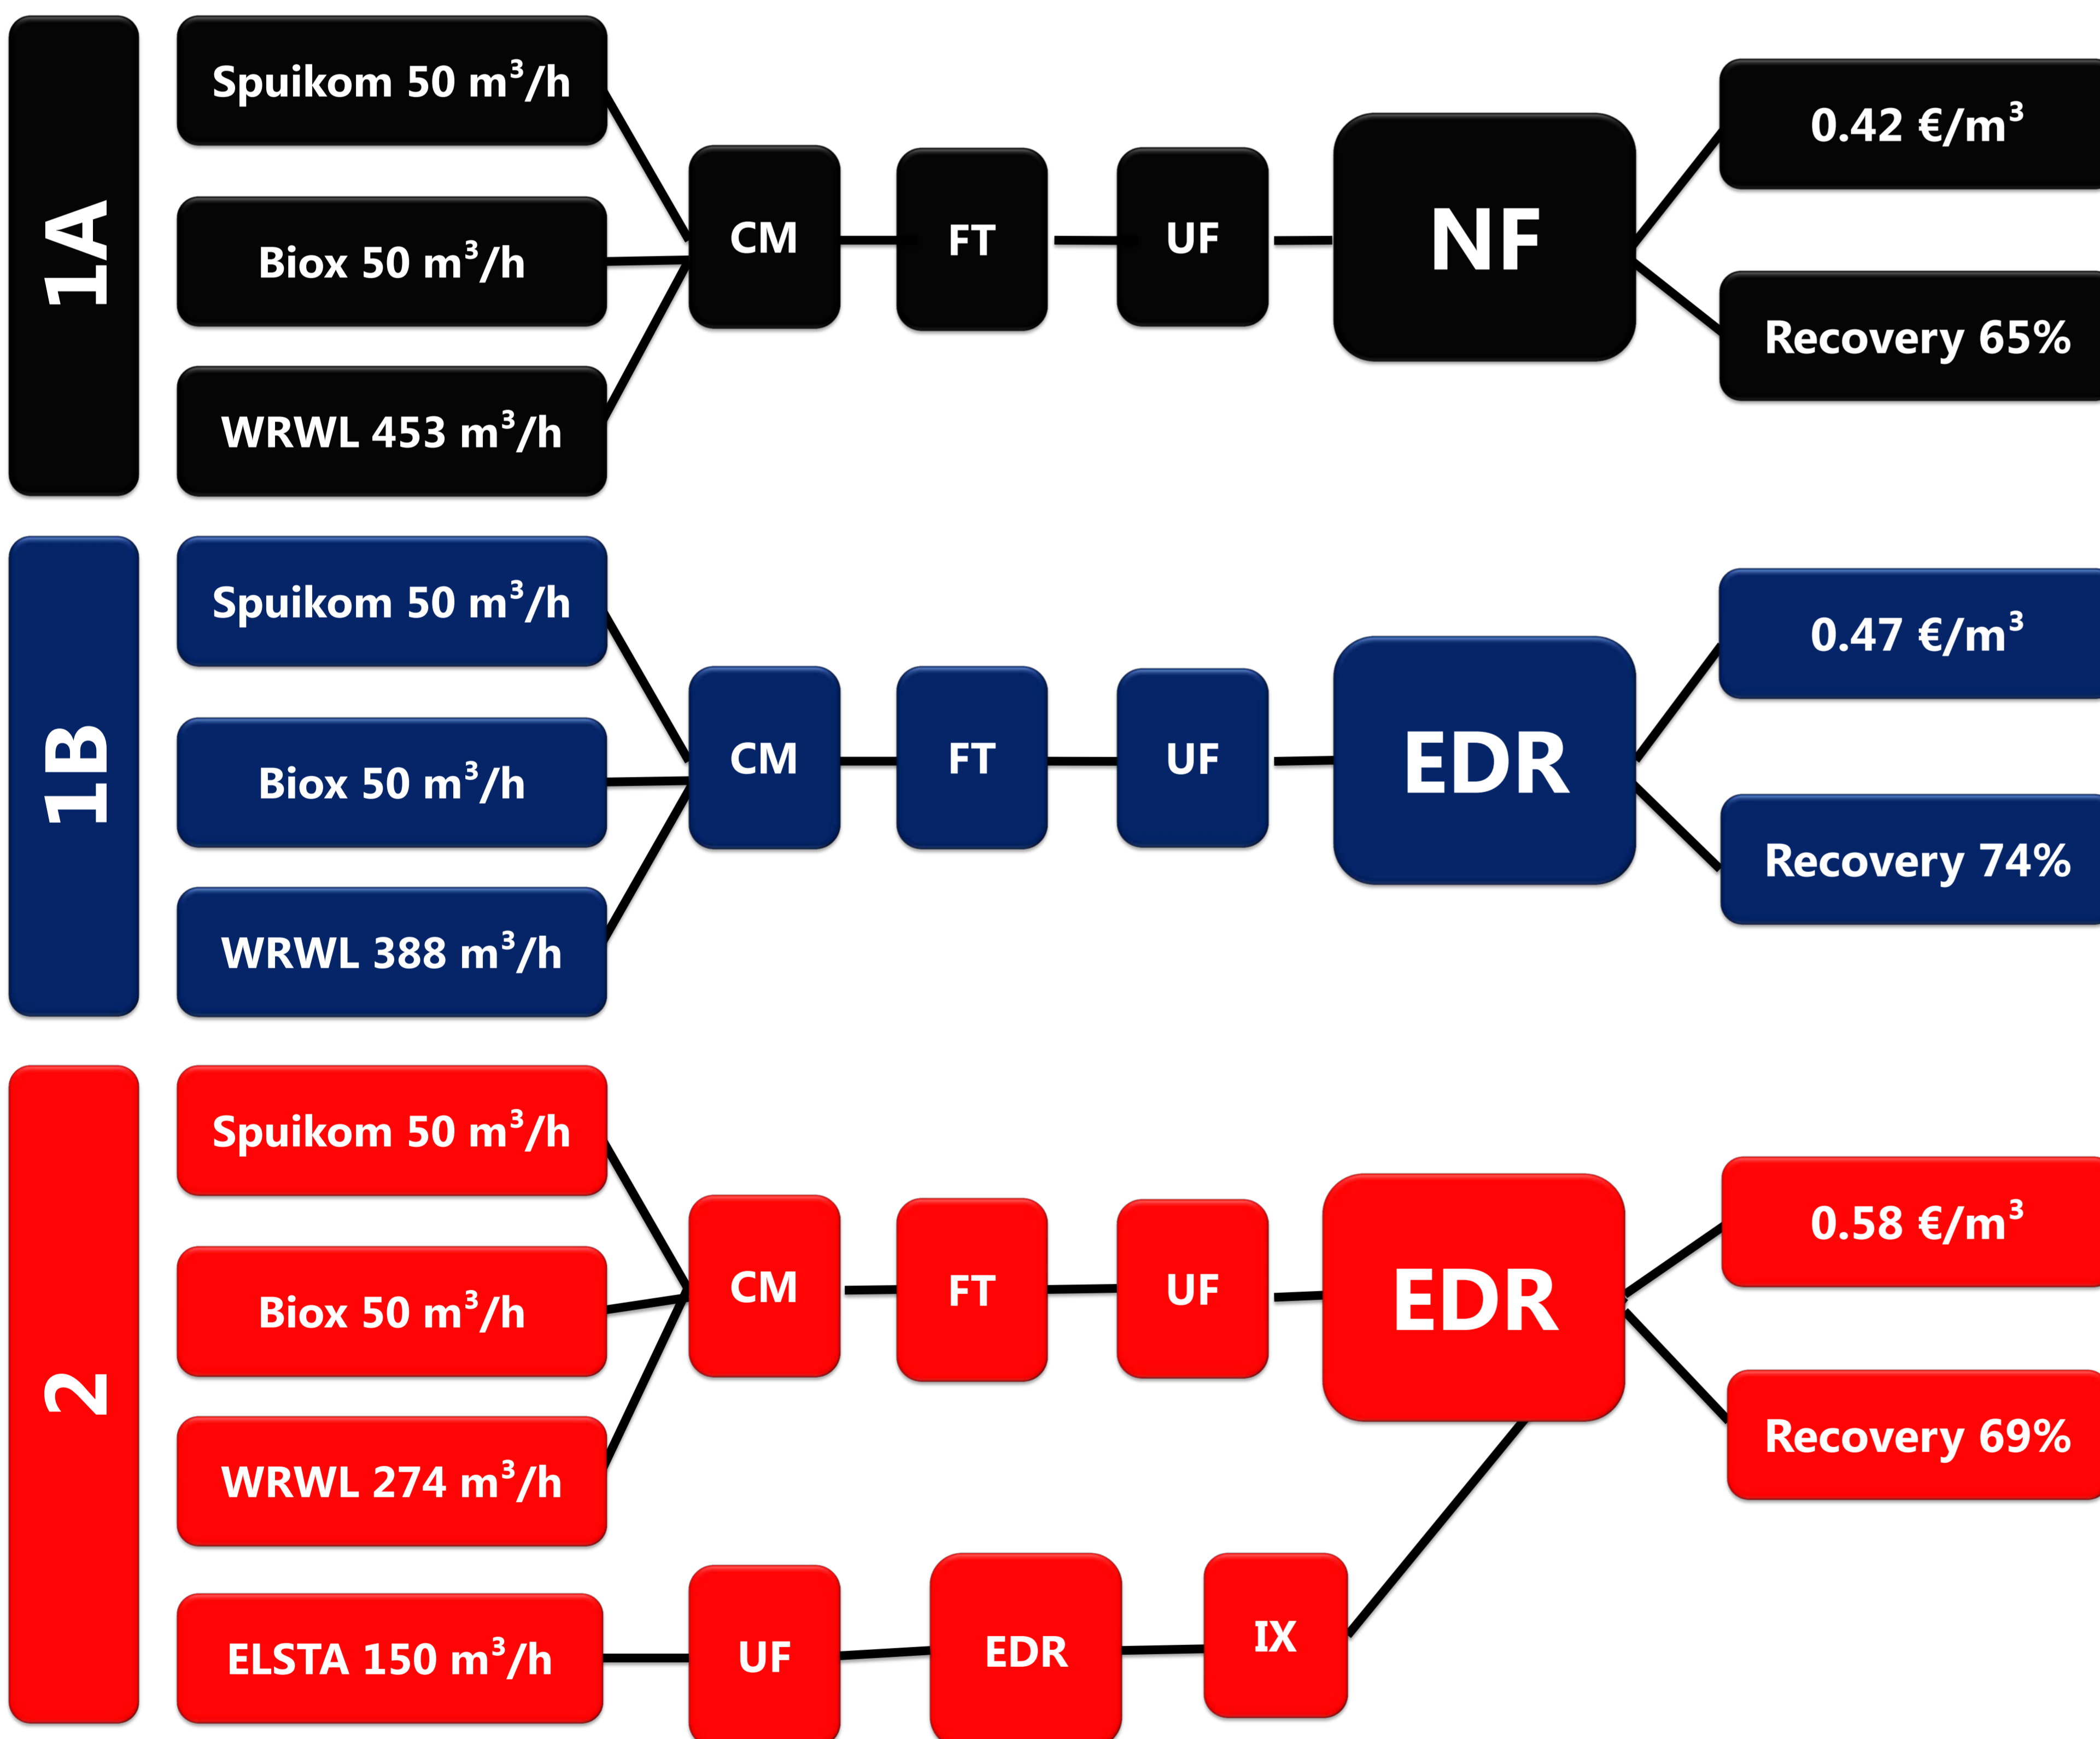 1A
Spuikom 50 m³/h
Biox 50 m³/h
WRWL 453 m³/h
CM
FT
UF
NF
0.42 €/m³
Recovery 65%
1B
Spuikom 50 m³/h
Biox 50 m³/h
WRWL 388 m³/h
CM
FT
UF
EDR
0.47 €/m³
Recovery 74%
2
Spuikom 50 m³/h
Biox 50 m³/h
WRWL 274 m³/h
ELSTA 150 m³/h
CM
FT
UF
EDR
UF
EDR
IX
0.58 €/m³
Recovery 69%